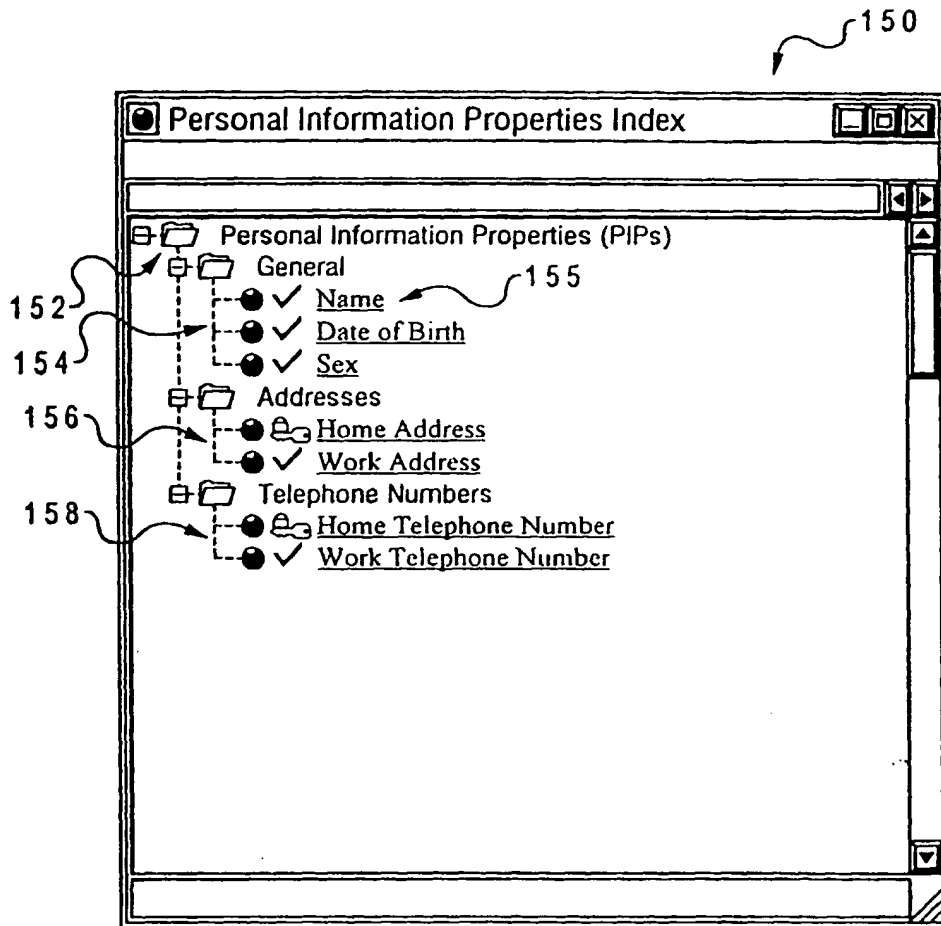 150
Personal Information Properties Index
Personal Information Properties (PIPs)
General
155
152
Name
Date of Birth
154
Sex
Addresses
156
Home Address
Work Address
Telephone Numbers
158
Home Telephone Number
Work Telephone Number